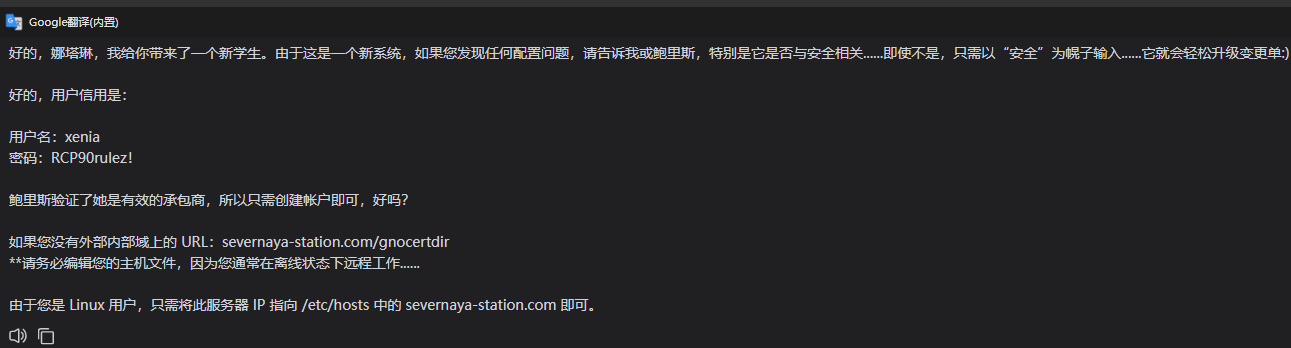 Google翻译(内置)
好的，娜塔琳，我给你带来了一个新学生。由于这是一个新系统，如果您发现任何配置问题，请告诉我或鲍里斯，特别是它是否与安全相关……即使不是，只需以“安全”为幌子输入……它就会轻松升级变更单:)
好的，用户信用是：
用户名：xenia
密码：RCP90rulez！
鲍里斯验证了她是有效的承包商，所以只需创建帐户即可，好吗？
如果您没有外部内部域上的 URL：severnaya-station.com/gnocertdir
**请务必编辑您的主机文件，因为您通常在离线状态下远程工作……
由于您是 Linux 用户，只需将此服务器 IP 指向 /etc/hosts 中的 severnaya-station.com 即可。